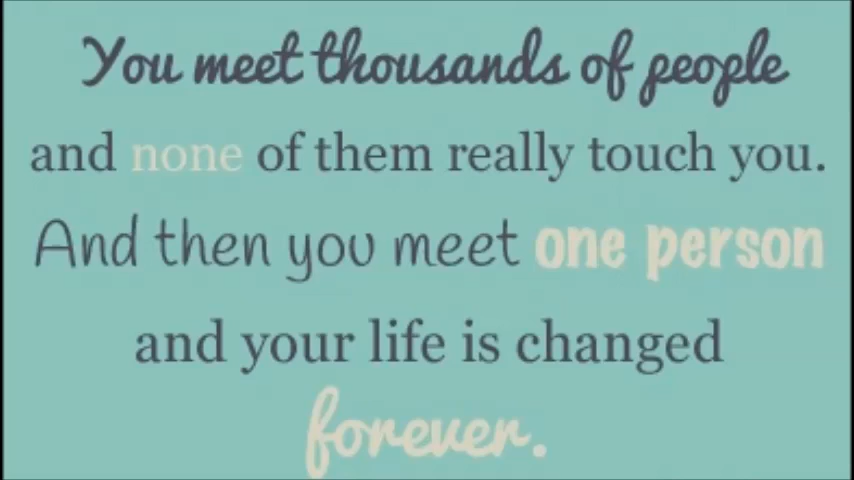 You meet thousands of people
and none of them really touch you.
And then you meet one person
and your life is changed
forever.